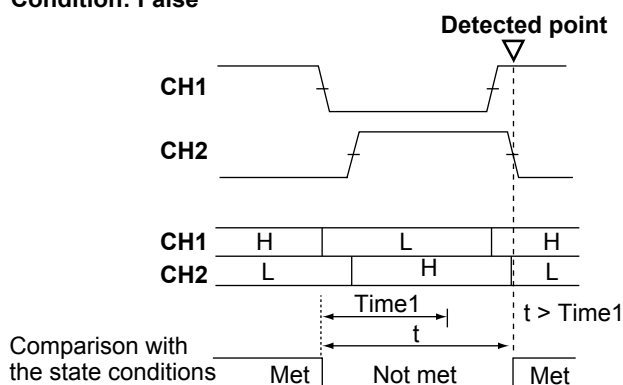 Condition: False
Detected point
CH1
CH2
CH1 H L H
CH2 L H L
Time1
t > Time1
t
Comparison with
the state conditions Met Not met Met